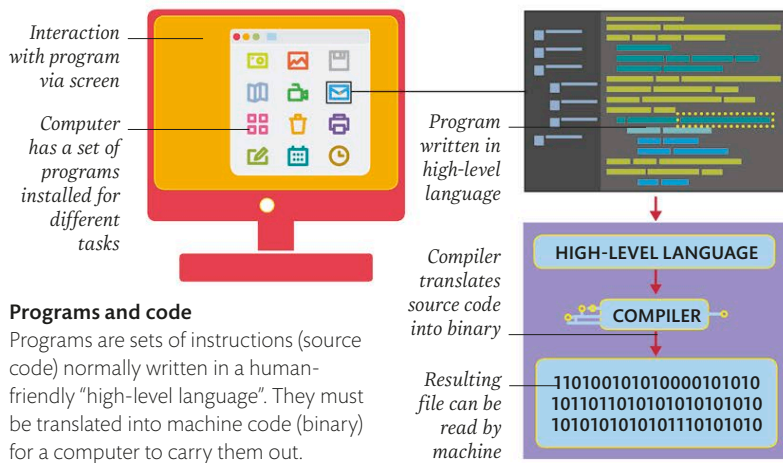 Interaction
with program
via screen
Computer
has a set of
programs
installed for
different
tasks
Program
written in
high-level
language
HIGH-LEVEL LANGUAGE
Compiler
translates
source code
into binary
COMPILER
Resulting
file can be
read by
machine
110100101010000101010
101101101010101010101010
101010101010111010101010
Programs and code
Programs are sets of instructions (source
code) normally written in a human-
friendly “high-level language”. They must
be translated into machine code (binary)
for a computer to carry them out.